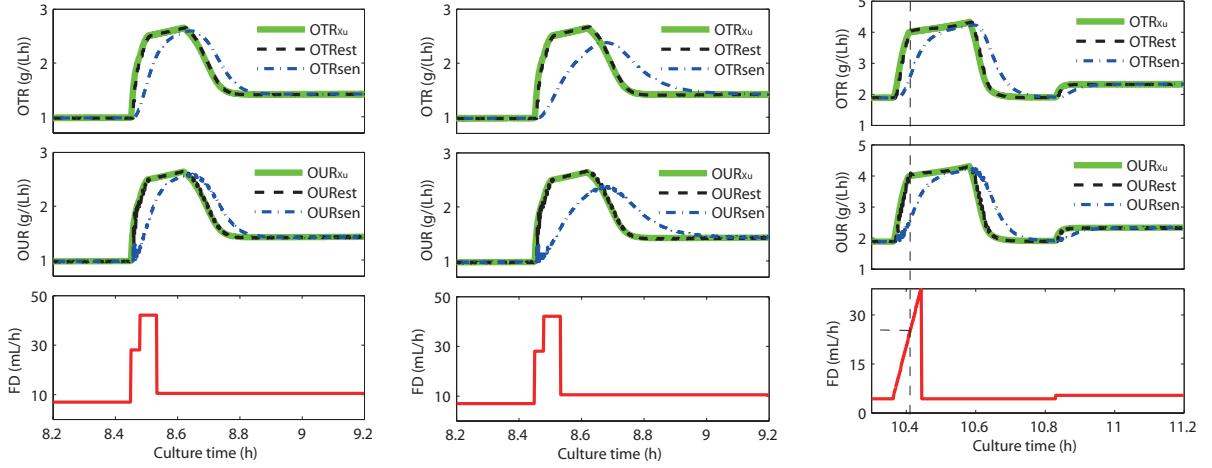 3
2
1
OTR (g/(Lh))
OTRXu
OTRest
OTRsen
3
2
1
OTR (g/(Lh))
OTRXu
OTRest
OTRsen
5
4
3
2
1
OTR (g/(Lh))
OTRXu
OTRest
OTRsen
3
2
1
OUR (g/(Lh))
OURXu
OURest
OURsen
3
2
1
OUR (g/(Lh))
OURXu
OURest
OURsen
5
4
3
2
1
OUR (g/(Lh))
OURXu
OURest
OURsen
50
30
10
FD (mL/h)
8.2 8.4 8.6 8.8 9 9.2
Culture time (h)
50
30
10
FD (mL/h)
8.2 8.4 8.6 8.8 9 9.2
Culture time (h)
30
15
0
FD (mL/h)
10.4 10.6 10.8 11 11.2
Culture time (h)